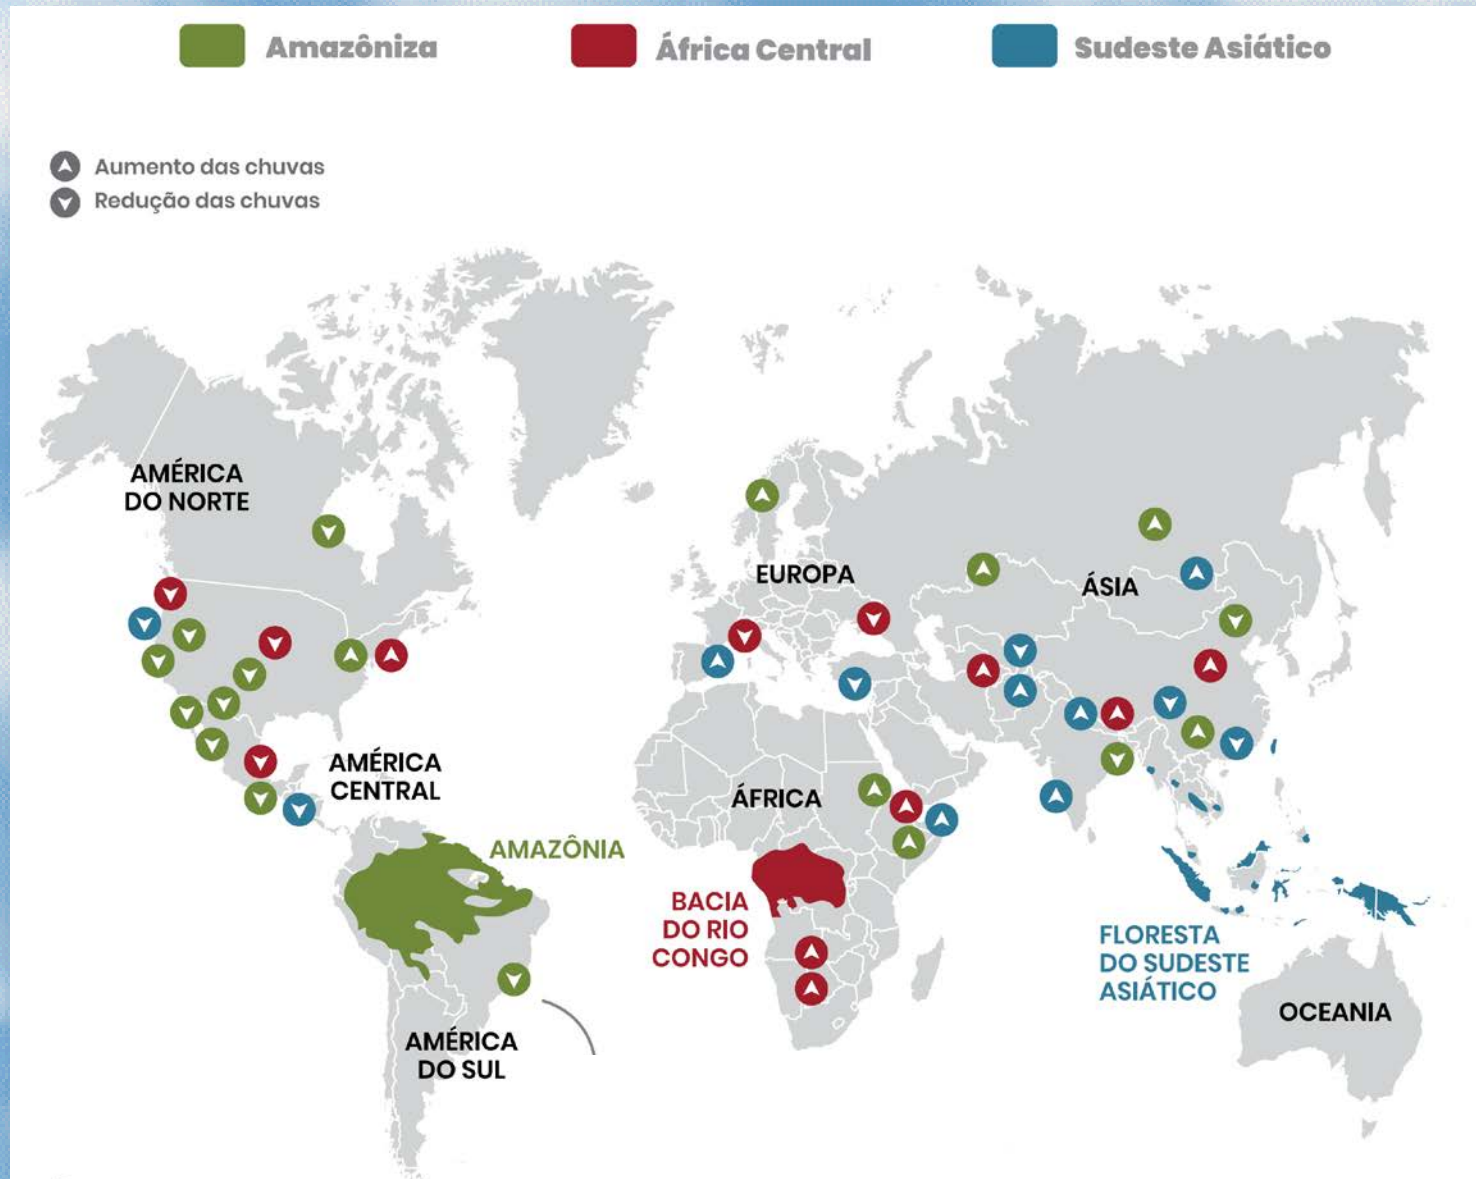 Amazôniza
África Central
Sudeste Asiático
Aumento das chuvas
Redução das chuvas
AMÉRICA
DO NORTE
EUROPA
ÁSIA
AMÉRICA
CENTRAL
ÁFRICA
AMAZÔNIA
BACIA
DO RIO
CONGO
FLORESTA
DO SUDESTE
ASIÁTICO
OCEANIA
AMÉRICA
DO SUL